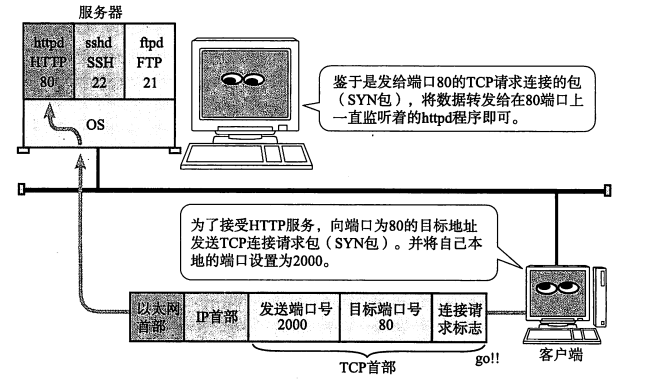 服务器
httpd
HTTP
80
sshd
SSH
22
ftpd
FTP
21
OS
鉴于是发给端口80的TCP请求连接的包
（SYN包），将数据转发给在80端口上
一直监听着的httpd程序即可。
为了接受HTTP服务，向端口为80的目标地址
发送TCP连接请求包（SYN包）。并将自己本
地的端口设置为2000。
以太网
首部
IP首部
发送端口号
2000
目标端口号
80
连接请
求标志
TCP首部
go!!
客户端